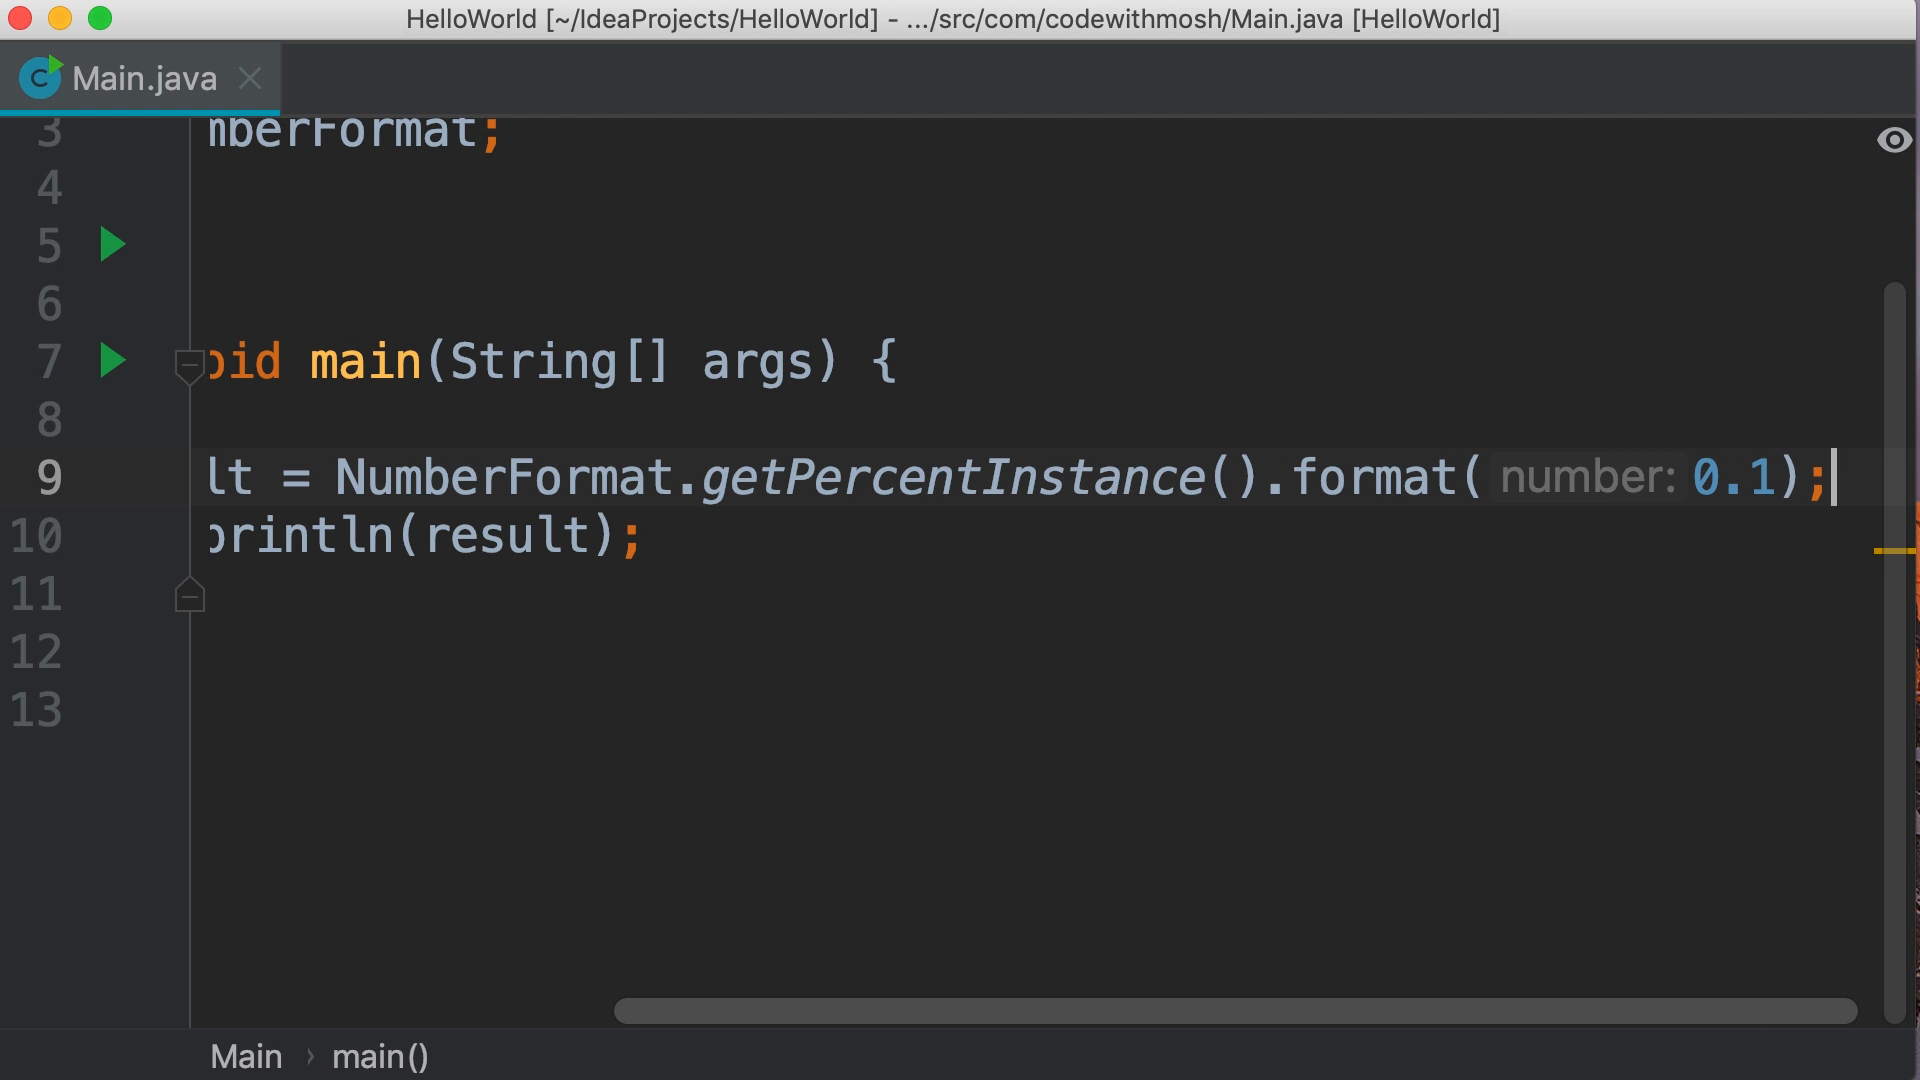 HelloWorld [~/IdeaProjects/HelloWorld] - .../src/com/codewithmosh/Main.java [HelloWorld]
C Main.java
3 mberFormat;
4
5
6
7 oid main(String[] args) {
8
9 lt = NumberFormat.getPercentInstance().format( number: 0.1);
10 println(result);
11
12
13
Main › main()